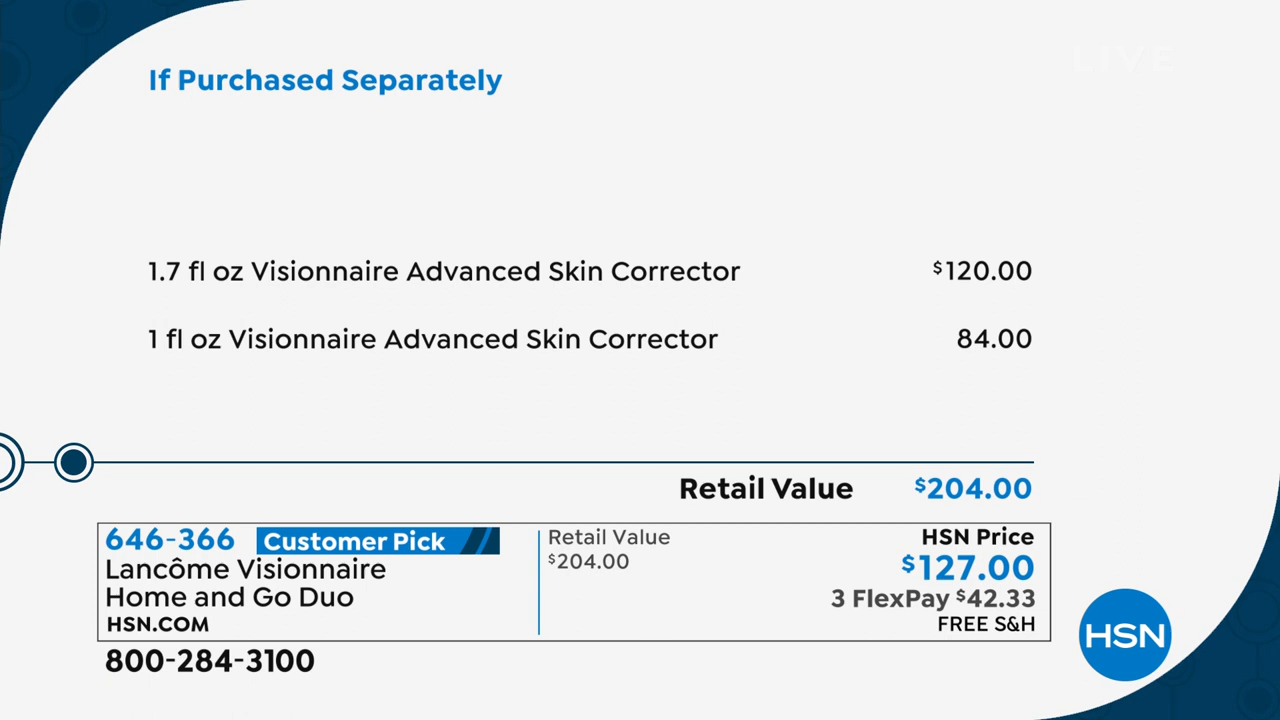 LIVE
If Purchased Separately
1.7 fl oz Visionnaire Advanced Skin Corrector $120.00
1 fl oz Visionnaire Advanced Skin Corrector 84.00
Retail Value $204.00
646-366 Customer Pick
Lancôme Visionnaire
Home and Go Duo
HSN.COM
Retail Value
$204.00
HSN Price
$127.00
3 FlexPay $42.33
FREE S&H
800-284-3100
HSN